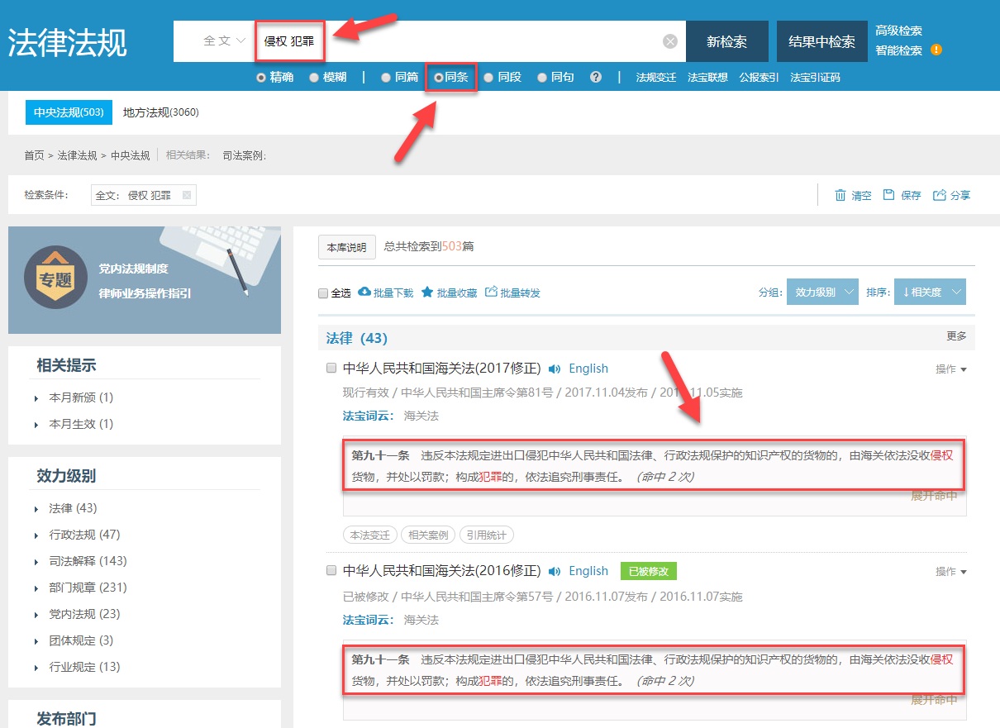 法律法规
全文
侵权 犯罪
新检索
结果中检索
高级检索
智能检索
精确 模糊 | 同篇 同条 同段 同句 ? | 法规变迁 法宝联想 公报索引 法宝引证码
中央法规(503) 地方法规(3060)
首页 > 法律法规 > 中央法规 相关结果： 司法案例:
检索条件: 全文： 侵权 犯罪 清空 保存 分享
专题
党内法规制度
律师业务操作指引
相关提示
本月新颁 (1)
本月生效 (1)
效力级别
法律 (43)
行政法规 (47)
司法解释 (143)
部门规章 (231)
党内法规 (23)
团体规定 (3)
行业规定 (13)
发布部门
本库说明 总共检索到503篇
全选 批量下载 批量收藏 批量转发 分组: 效力级别 排序: ↓相关度
法律（43） 更多
中华人民共和国海关法(2017修正) English 操作
现行有效 / 中华人民共和国主席令第81号 / 2017.11.04发布 / 201 .11.05实施
法宝词云： 海关法
第九十一条 违反本法规定进出口侵犯中华人民共和国法律、行政法规保护的知识产权的货物的，由海关依法没收侵权
货物，并处以罚款；构成犯罪的，依法追究刑事责任。 （命中 2 次）
展开命中
本法变迁 相关案例 引用统计
中华人民共和国海关法(2016修正) English 已被修改 操作
已被修改 / 中华人民共和国主席令第57号 / 2016.11.07发布 / 2016.11.07实施
法宝词云： 海关法
第九十一条 违反本法规定进出口侵犯中华人民共和国法律、行政法规保护的知识产权的货物的，由海关依法没收侵权
货物，并处以罚款；构成犯罪的，依法追究刑事责任。 （命中 2 次）
展开命中